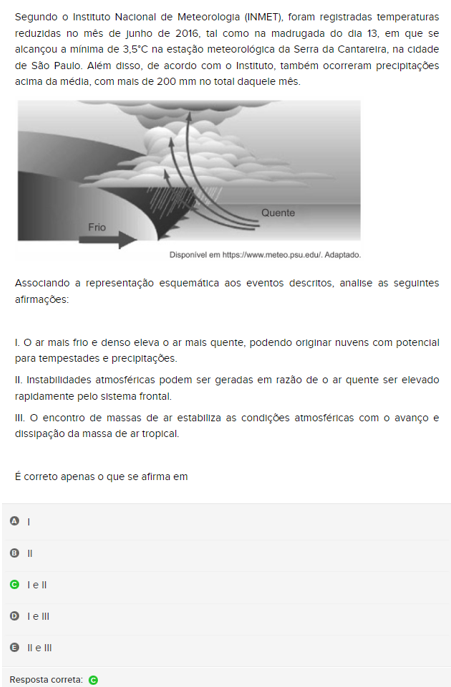 Segundo o Instituto Nacional de Meteorologia (INMET), foram registradas temperaturas
reduzidas no mês de junho de 2016, tal como na madrugada do dia 13, em que se
alcançou a mínima de 3,5°C na estação meteorológica da Serra da Cantareira, na cidade
de São Paulo. Além disso, de acordo com o Instituto, também ocorreram precipitações
acima da média, com mais de 200 mm no total daquele mês.
Quente
Frio
Disponível em https://www.meteo.psu.edu/. Adaptado.
Associando a representação esquemática aos eventos descritos, analise as seguintes
afirmações:
I. O ar mais frio e denso eleva o ar mais quente, podendo originar nuvens com potencial
para tempestades e precipitações.
II. Instabilidades atmosféricas podem ser geradas em razão de o ar quente ser elevado
rapidamente pelo sistema frontal.
III. O encontro de massas de ar estabiliza as condições atmosféricas com o avanço e
dissipação da massa de ar tropical.
É correto apenas o que se afirma em
A I
B II
C I e II
D I e III
E II e III
Resposta correta: C